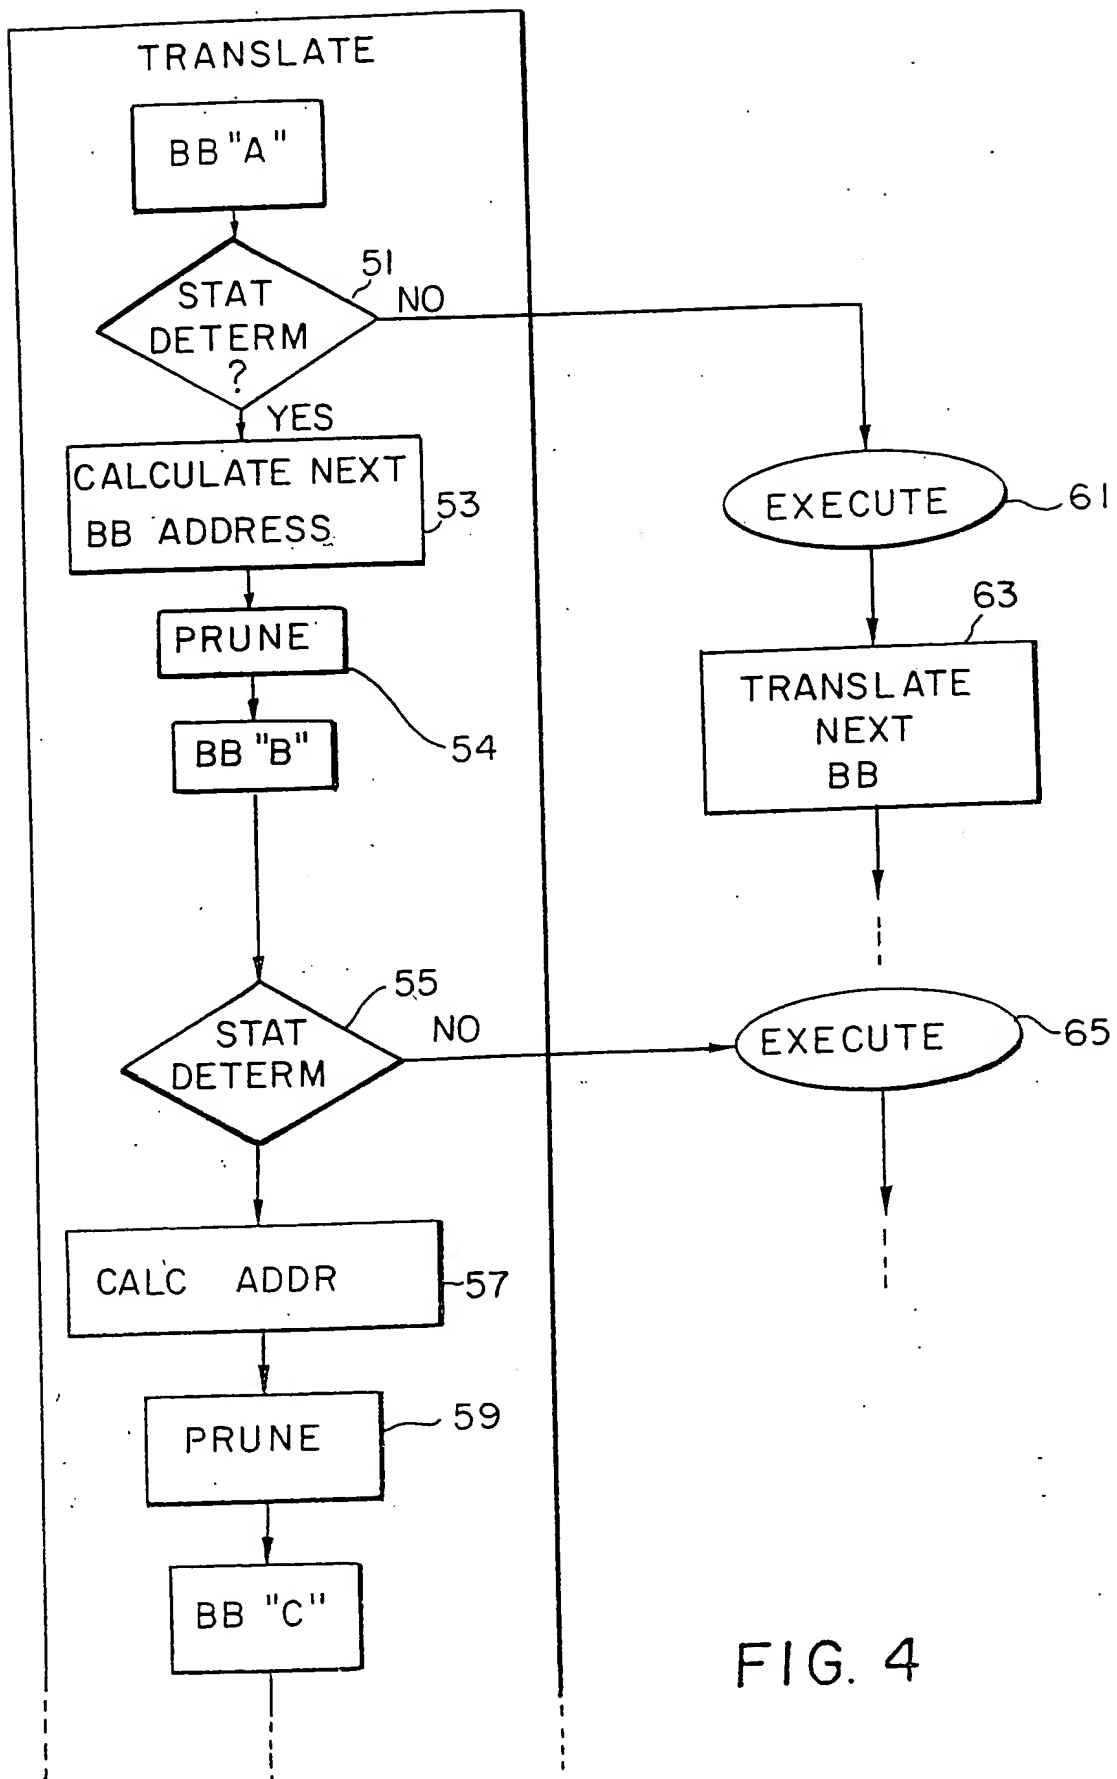 TRANSLATE
BB "A"
51
STAT
DETERM
?
NO
YES
CALCULATE NEXT
BB ADDRESS
53
PRUNE
54
BB "B"
55
STAT
DETERM
NO
CALC ADDR
57
PRUNE
59
BB "C"
EXECUTE
61
63
TRANSLATE
NEXT
BB
EXECUTE
65
FIG. 4